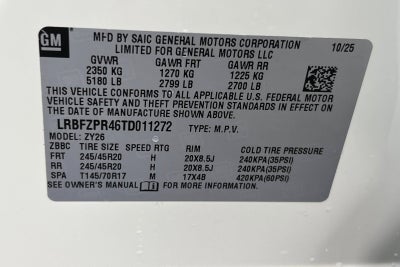 GM
MFD BY SAIC GENERAL MOTORS CORPORATION 10/25
LIMITED FOR GENERAL MOTORS LLC
GVWR GAWR FRT GAWR RR
2350 KG 1270 KG 1225 KG
5180 LB 2799 LB 2700 LB
THIS VEHICLE CONFORMS TO ALL APPLICABLE U.S. FEDERAL MOTOR
VEHICLE SAFETY, BUMPER, AND THEFT PREVENTION STANDARDS IN EFFECT
ON THE DATE OF MANUFACTURE SHOWN ABOVE.
LRBFZPR46TD011272 TYPE: M.P.V.
MODEL: ZY26
ZBBC TIRE SIZE SPEED RTG RIM COLD TIRE PRESSURE
FRT 245/45R20 H 20X8.5J 240KPA(35PSI)
RR 245/45R20 H 20X8.5J 240KPA(35PSI)
SPA T145/70R17 M 17X4B 420KPA(60PSI)
SEE OWNER'S MANUAL FOR MORE INFORMATION.